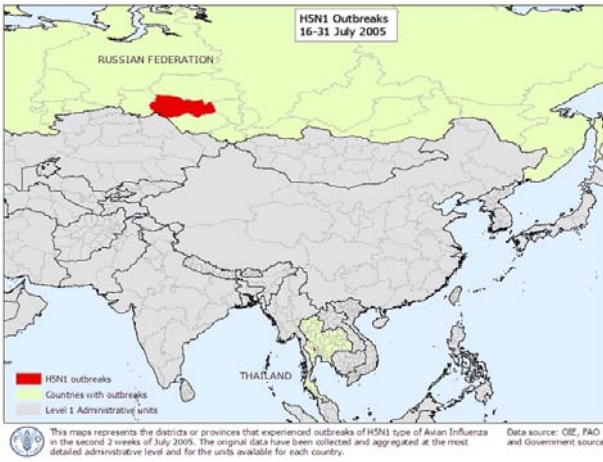 H5N1 Outbreaks
16-31 July 2005
RUSSIAN FEDERATION
THAILAND
H5N1 outbreaks
Countries with outbreaks
Level 1 Administrative units
This maps represents the districts or provinces that experienced outbreaks of H5N1 type of Avian Influenza
in the second 2 weeks of July 2005. The original data have been collected and aggregated at the most
detailed administrative level and for the units available for each country.
Data source: OIE, FAO
and Government source